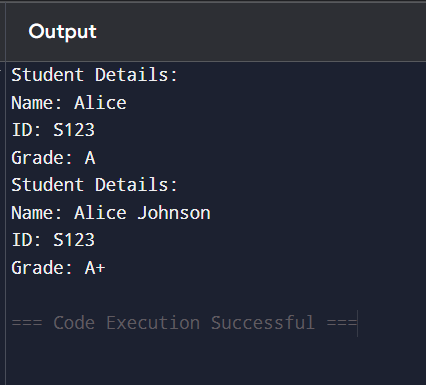 Output
Student Details:
Name: Alice
ID: S123
Grade: A
Student Details:
Name: Alice Johnson
ID: S123
Grade: A+
=== Code Execution Successful ===